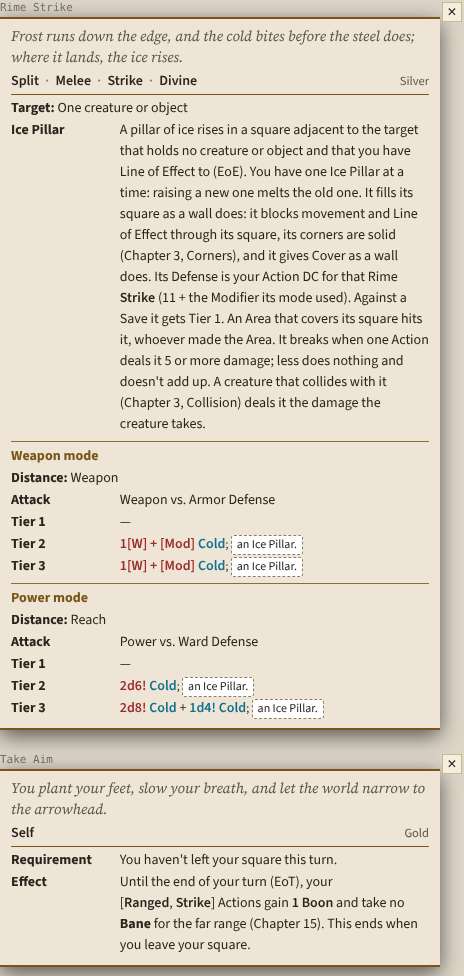 Rime Strike
✕
Frost runs down the edge, and the cold bites before the steel does;
where it lands, the ice rises.
Split · Melee · Strike · Divine Silver
Target: One creature or object
Ice Pillar A pillar of ice rises in a square adjacent to the target
that holds no creature or object and that you have
Line of Effect to (EoE). You have one Ice Pillar at a
time: raising a new one melts the old one. It fills its
square as a wall does: it blocks movement and Line
of Effect through its square, its corners are solid
(Chapter 3, Corners), and it gives Cover as a wall
does. Its Defense is your Action DC for that Rime
Strike (11 + the Modifier its mode used). Against a
Save it gets Tier 1. An Area that covers its square hits
it, whoever made the Area. It breaks when one Action
deals it 5 or more damage; less does nothing and
doesn't add up. A creature that collides with it
(Chapter 3, Collision) deals it the damage the
creature takes.
Weapon mode
Distance: Weapon
Attack Weapon vs. Armor Defense
Tier 1 —
Tier 2 1[W] + [Mod] Cold; an Ice Pillar.
Tier 3 1[W] + [Mod] Cold; an Ice Pillar.
Power mode
Distance: Reach
Attack Power vs. Ward Defense
Tier 1 —
Tier 2 2d6! Cold; an Ice Pillar.
Tier 3 2d8! Cold + 1d4! Cold; an Ice Pillar.
Take Aim
✕
You plant your feet, slow your breath, and let the world narrow to
the arrowhead.
Self Gold
Requirement You haven't left your square this turn.
Effect Until the end of your turn (EoT), your
[Ranged, Strike] Actions gain 1 Boon and take no
Bane for the far range (Chapter 15). This ends when
you leave your square.